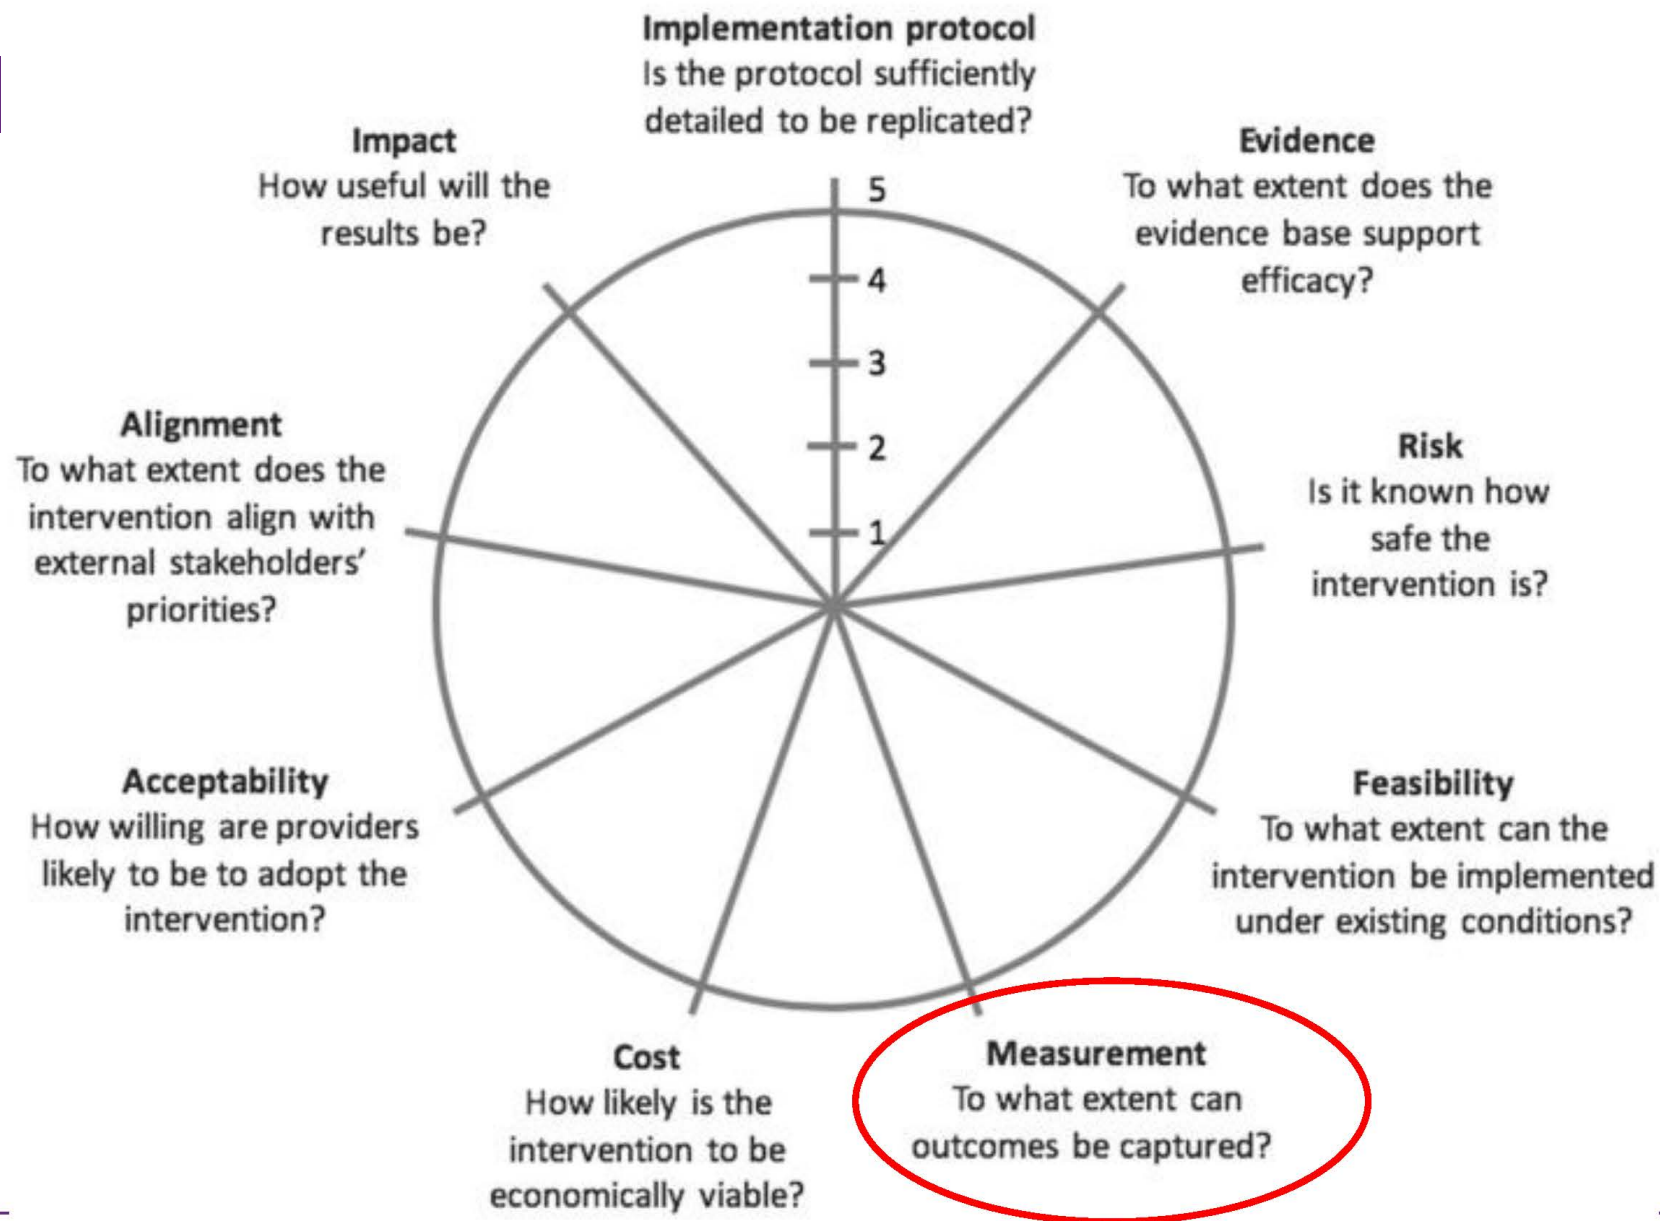 Implementation protocol
Is the protocol sufficiently
detailed to be replicated?
Impact
How useful will the
results be?
Evidence
To what extent does the
evidence base support
efficacy?
5
4
3
2
1
Alignment
To what extent does the
intervention align with
external stakeholders’
priorities?
Risk
Is it known how
safe the
intervention is?
Acceptability
How willing are providers
likely to be to adopt the
intervention?
Feasibility
To what extent can the
intervention be implemented
under existing conditions?
Cost
How likely is the
intervention to be
economically viable?
Measurement
To what extent can
outcomes be captured?